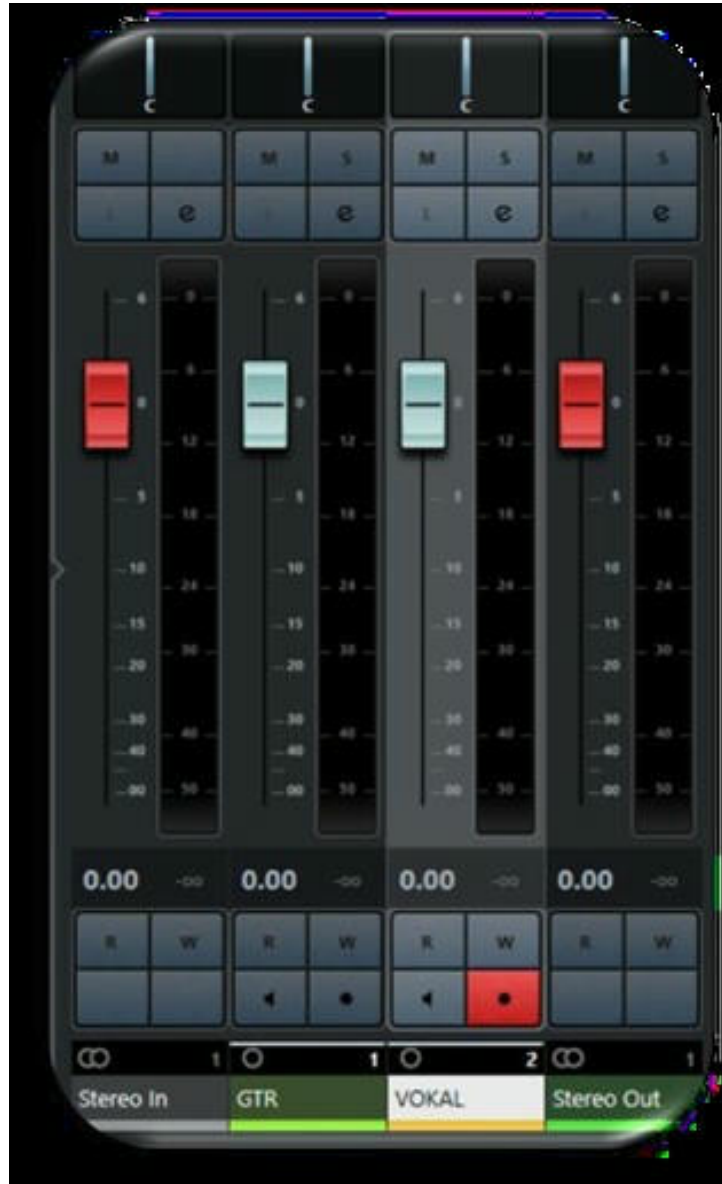 C C C C
M M S M S M S
e e e e
6 0 6 0 6 0 6 0
6 6 6 6
0 0 0 0
12 12 12 12
5 5 5 5
18 18 18 18
10 10 10 10
24 24 24 24
15 15 15 15
30 30 30 30
20 20 20 20
30 30 30 30
40 40 40 40
40 40 40 40
00 50 00 50 00 50 00 50
0.00 -∞ 0.00 -∞ 0.00 -∞ 0.00 -∞
R W R W R W R W
1 1 2 1
Stereo In GTR VOKAL Stereo Out